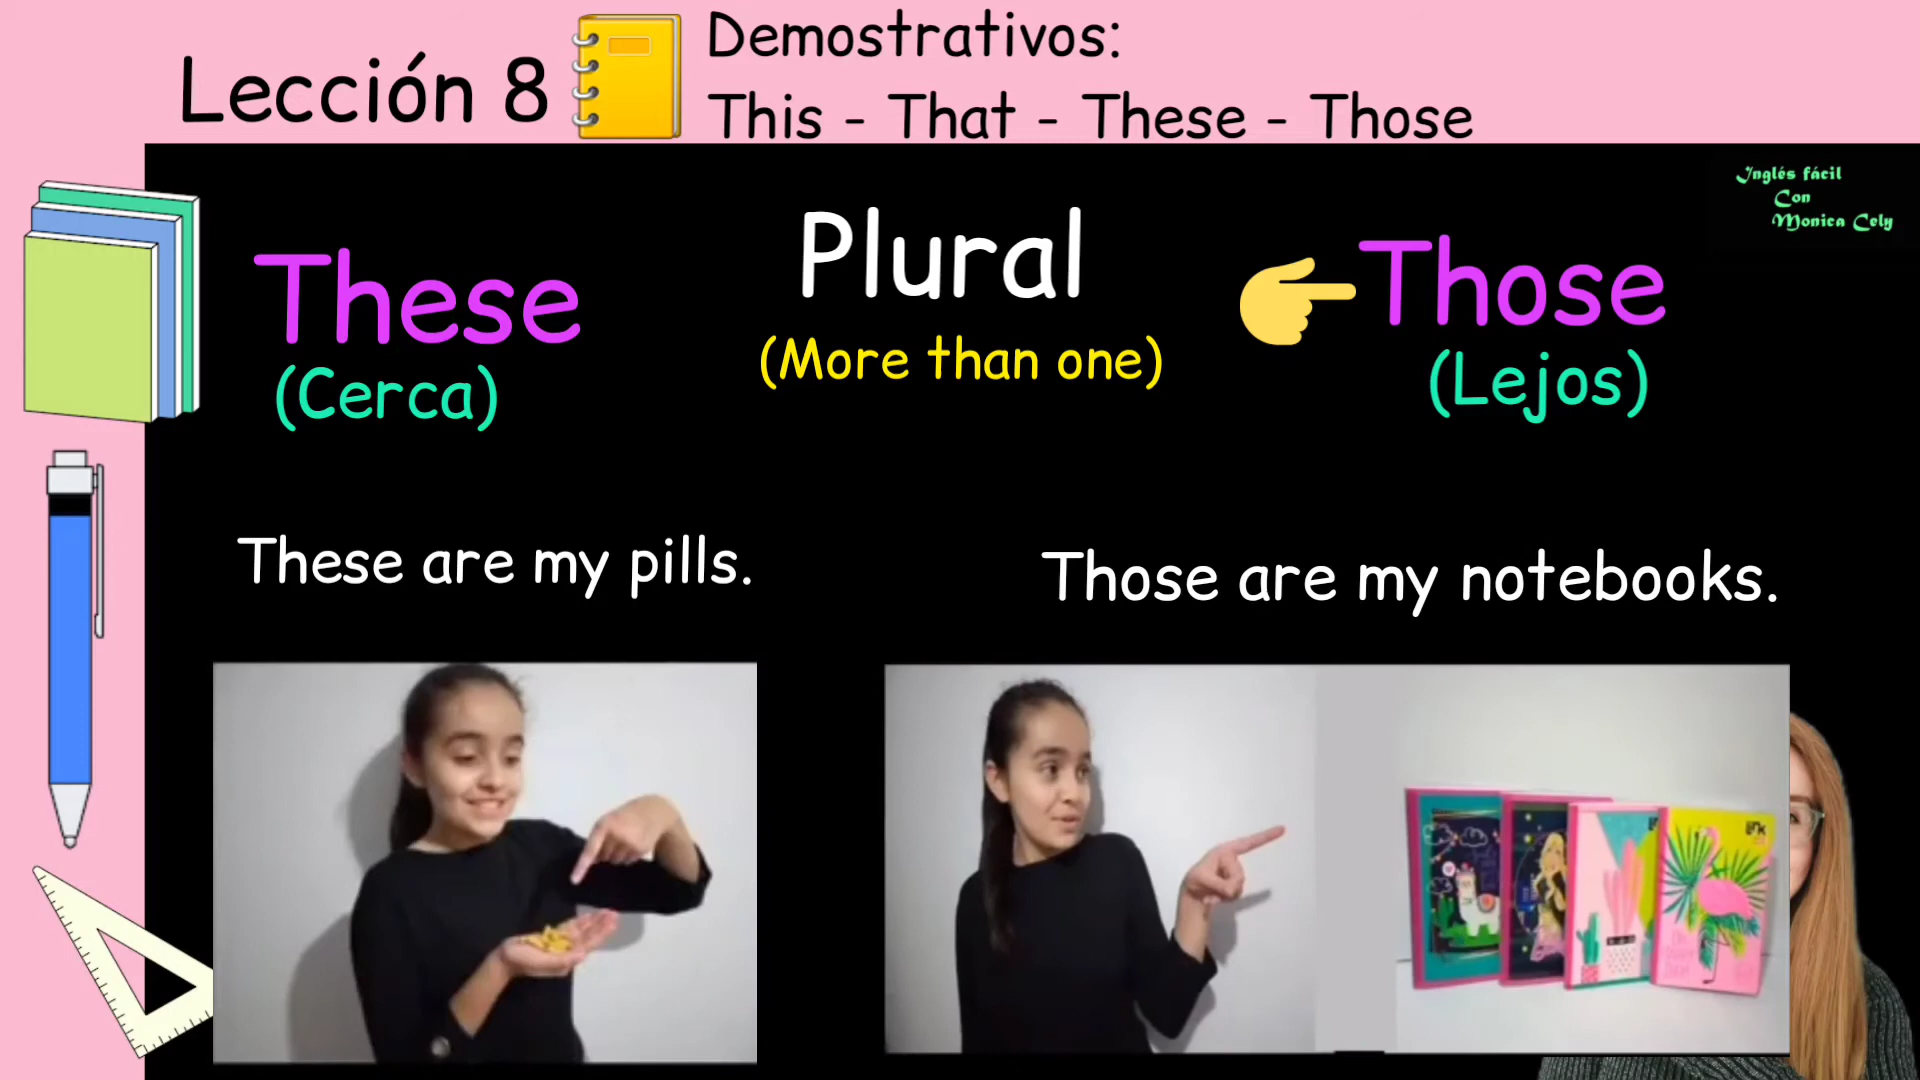 Lección 8
Demostrativos:
This - That - These - Those
Inglés fácil
Con
Monica Cely
These
(Cerca)
Plural
(More than one)
Those
(Lejos)
These are my pills.
Those are my notebooks.